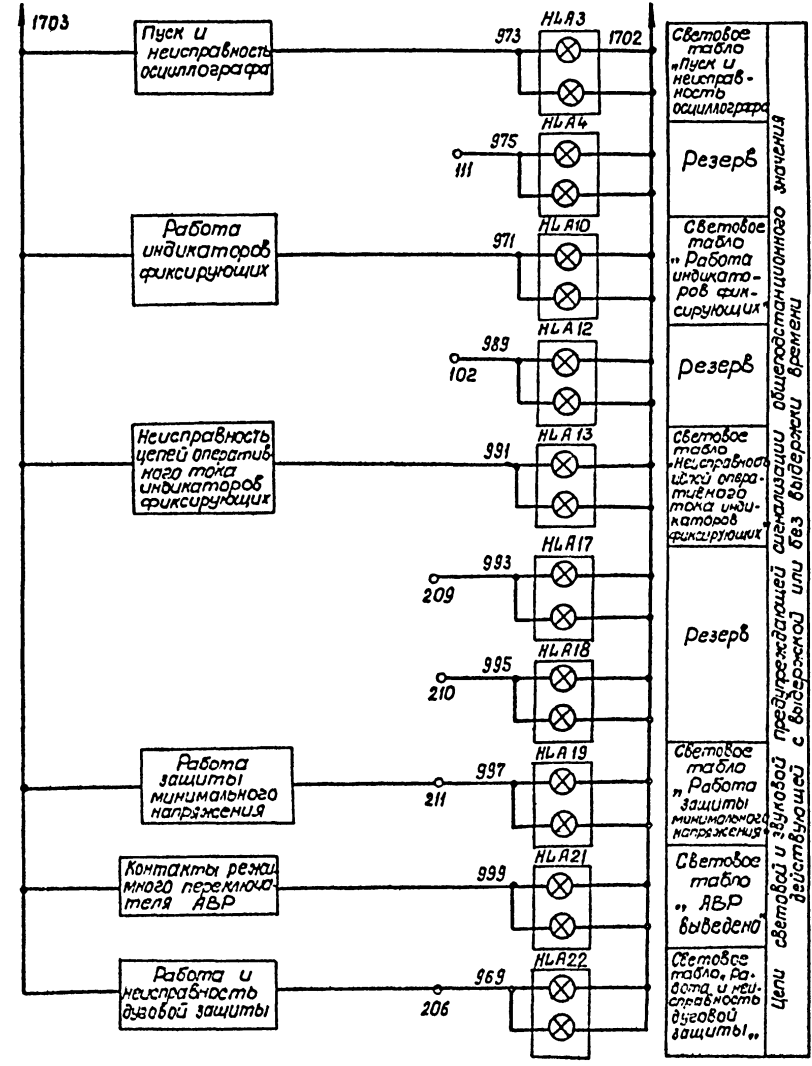 1703
Пуск и
неисправность
осциллографа
973
HLA3
1702
Световое
табло
„Пуск и
неисправ-
ность
осциллографа
HLA4
975
111
Резерв
Работа
индикаторов
фиксирующих
971
HLA10
Световое
табло
„Работа
индикато-
ров фик-
сирующих"
HLA12
989
102
Резерв
Неисправность
цепей оператив-
ного тока
индикаторов
фиксирующих
991
HLA13
Световое
табло
„Неисправность
цепей опера-
тивного
тока инди-
каторов
фиксирующих"
HLA17
993
209
Резерв
HLA18
995
210
Работа
защиты
минимального
напряжения
211
997
HLA19
Световое
табло
„Работа
защиты
минимального
напряжения"
Контакты режи-
много переключа-
теля АВР
999
HLA21
Световое
табло
„АВР
выведено"
Работа и
неисправность
дуговой защиты
206
969
HLA22
Световое
табло„Ра-
бота и неи-
справность
дуговой
защиты„
Цепи световой и звуковой предупреждающей сигнализации общеподстанционного значения
действующей с выдержкой или без выдержки времени